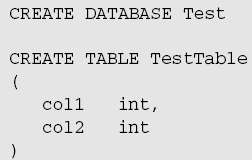 CREATE DATABASE Test
CREATE TABLE TestTable
(
col1 int,
col2 int
)